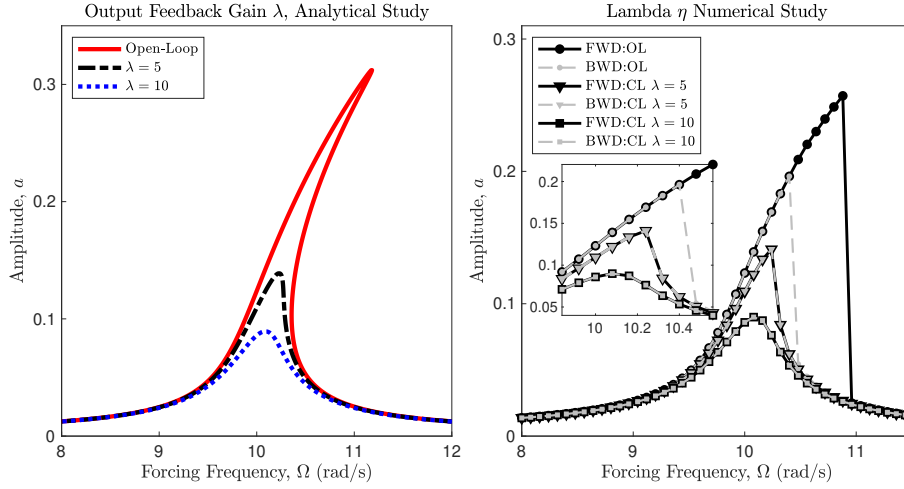 Output Feedback Gain λ, Analytical Study
Open-Loop
λ = 5
λ = 10
0.3
0.2
0.1
0
8
9
10
11
12
Amplitude, a
Forcing Frequency, Ω (rad/s)
Lambda η Numerical Study
FWD:OL
BWD:OL
FWD:CL λ = 5
BWD:CL λ = 5
FWD:CL λ = 10
BWD:CL λ = 10
0.2
0.15
0.1
0.05
10
10.2
10.4
0.3
0.2
0.1
0
8
9
10
11
Amplitude, a
Forcing Frequency, Ω (rad/s)